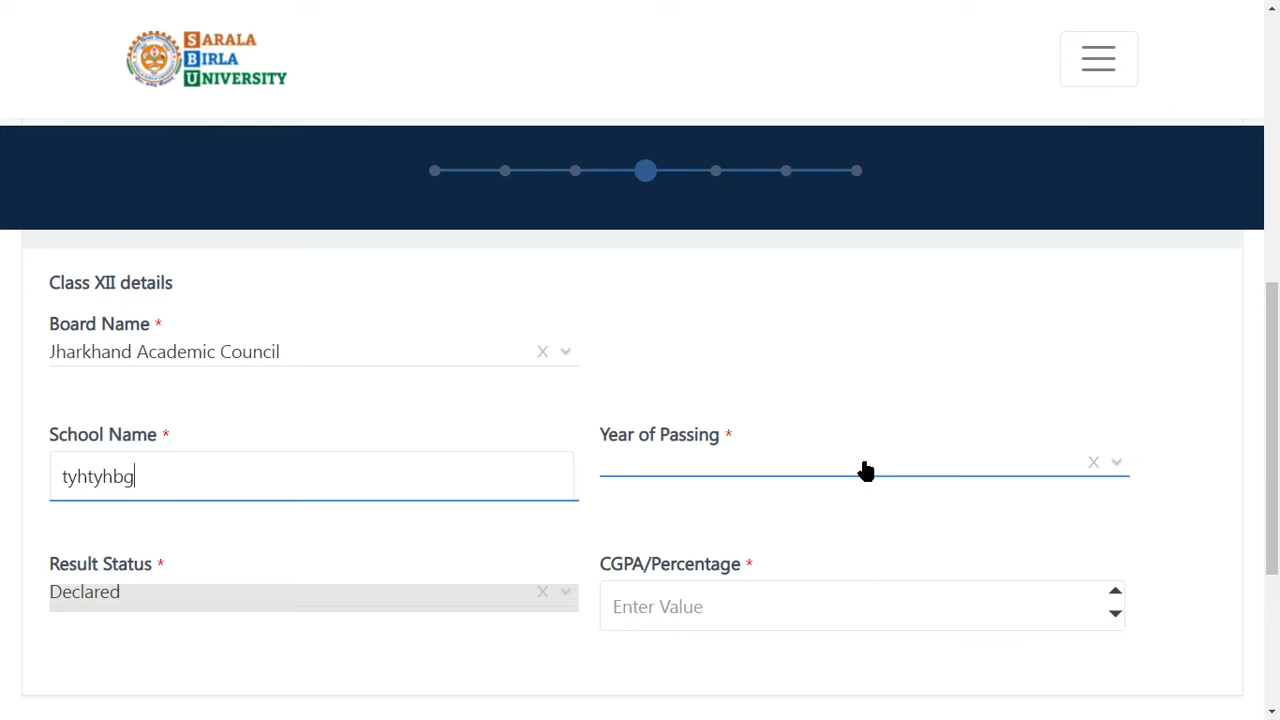 SARALA
BIRLA
UNIVERSITY
Class XII details
Board Name *
Jharkhand Academic Council
School Name *
Year of Passing *
tyhtyhbg
Result Status *
CGPA/Percentage *
Declared
Enter Value